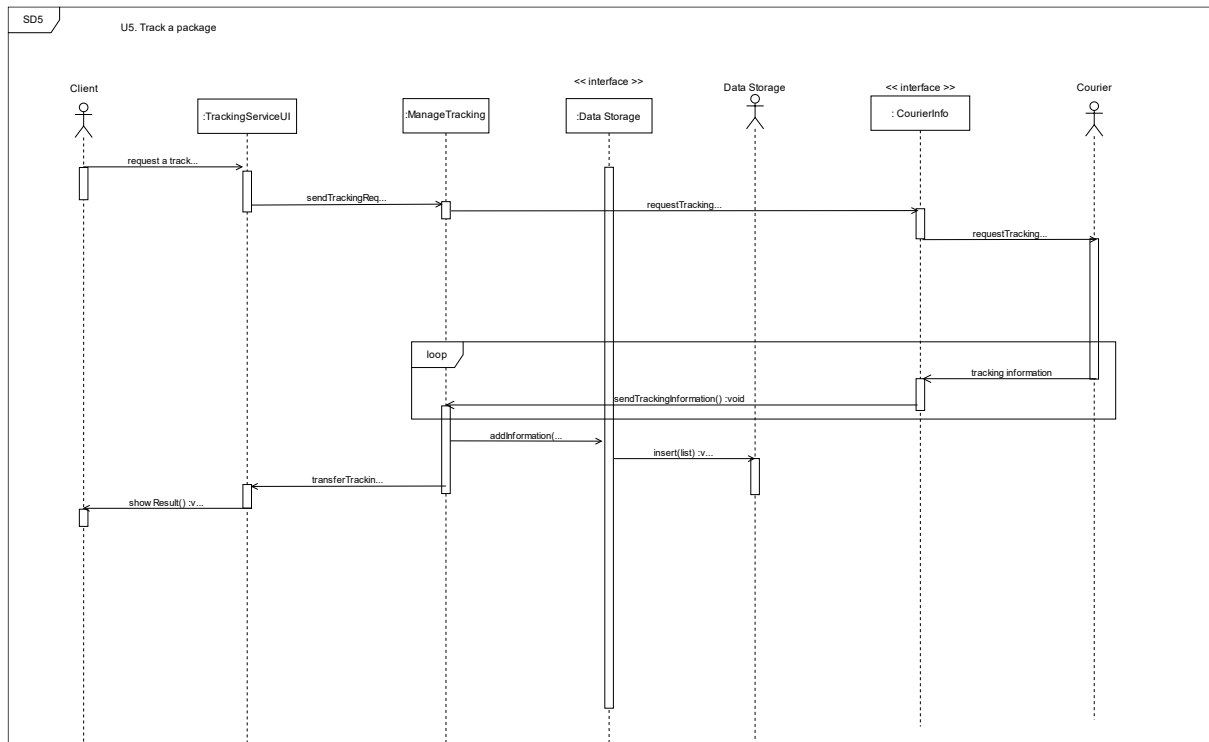 SD5
U5. Track a package
<< interface >>
<< interface >>
Client
Data Storage
Courier
:TrackingServiceUI
:ManageTracking
:Data Storage
: CourierInfo
request a track...
sendTrackingReq...
requestTracking...
requestTracking...
loop
tracking information
sendTrackingInformation() :void
addInformation(...
insert(list) :v...
transferTrackin...
show Result() :v...